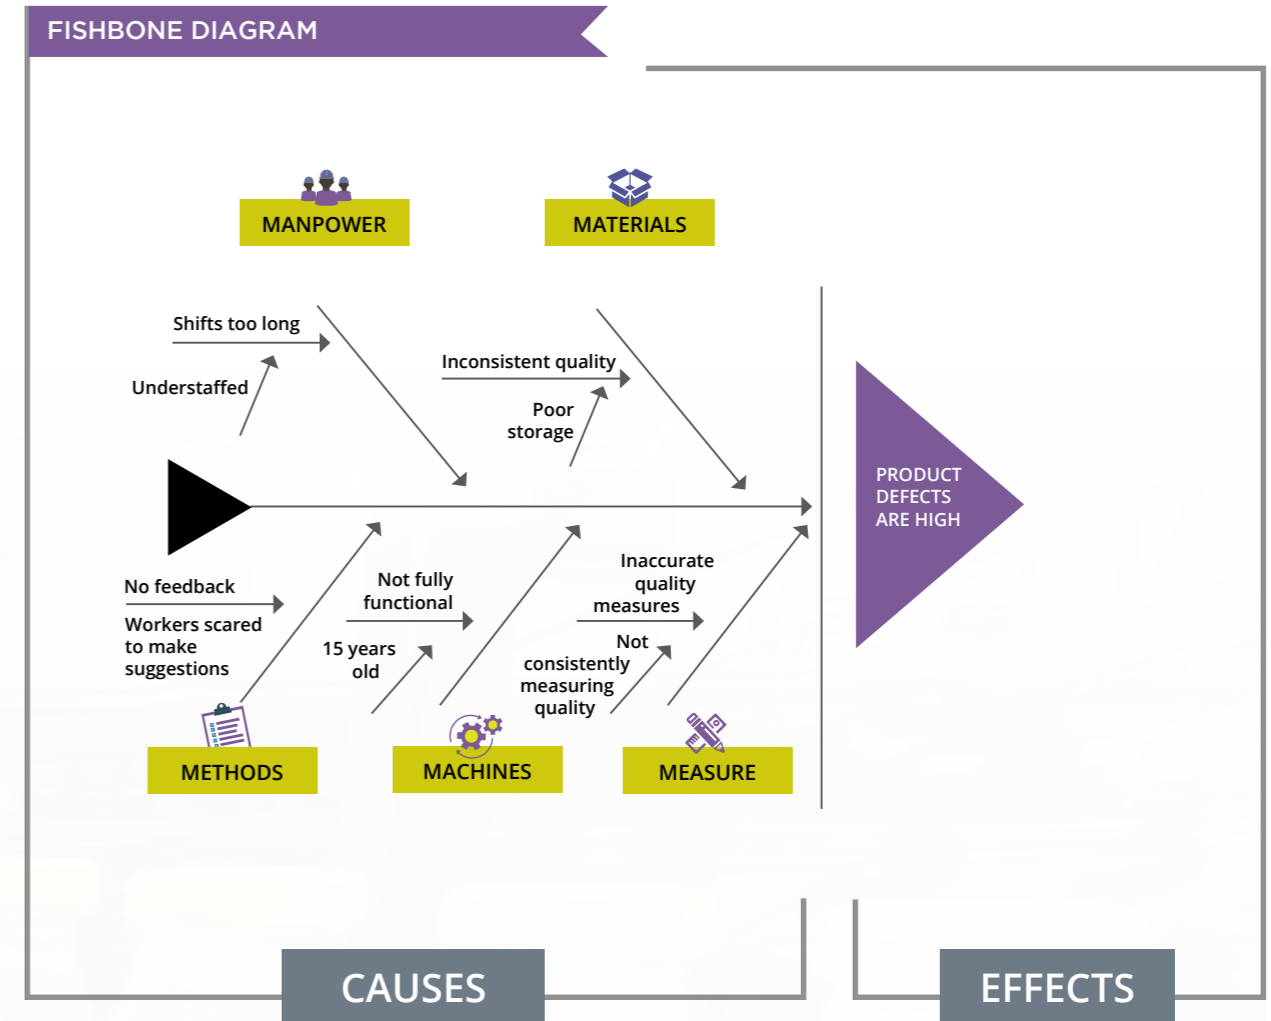 FISHBONE DIAGRAM
MANPOWER
MATERIALS
Shifts too long
Understaffed
Inconsistent quality
Poor
storage
PRODUCT
DEFECTS
ARE HIGH
No feedback
Workers scared
to make
suggestions
Not fully
functional
15 years
old
Inaccurate
quality
measures
Not
consistently
measuring
quality
METHODS
MACHINES
MEASURE
CAUSES
EFFECTS